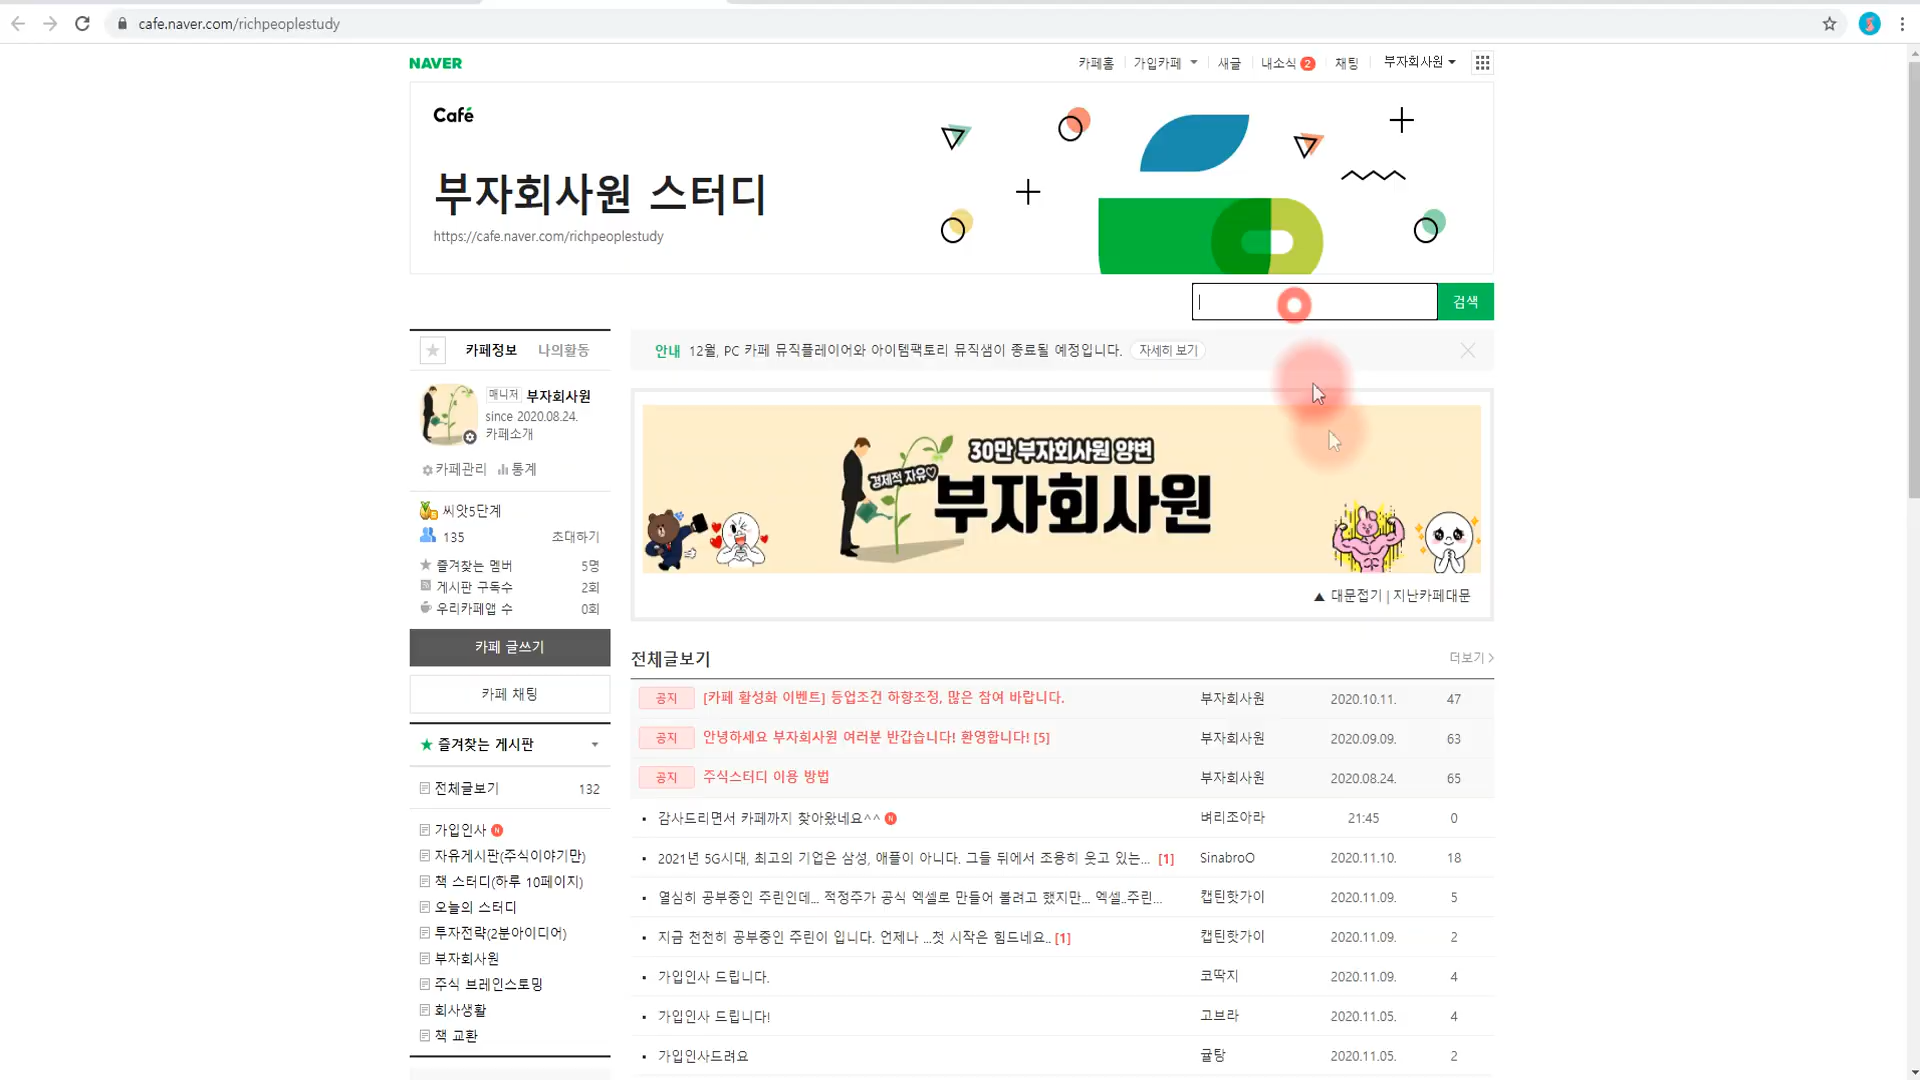 cafe.naver.com/richpeoplestudy
NAVER
카페홈 가입카페 새글 내소식 2 채팅 부자회사원
Café
부자회사원 스터디
https://cafe.naver.com/richpeoplestudy
검색
카페정보 나의활동
안내 12월, PC 카페 뮤직플레이어와 아이템팩토리 뮤직샘이 종료될 예정입니다. 자세히 보기
매니저 부자회사원
since 2020.08.24.
카페소개
카페관리 통계
씨앗5단계
135 초대하기
즐겨찾는 멤버 5명
게시판 구독수 2회
우리카페앱 수 0회
카페 글쓰기
카페 채팅
즐겨찾는 게시판
전체글보기 132
가입인사 N
자유게시판(주식이야기만)
책 스터디(하루 10페이지)
오늘의 스터디
투자전략(2분아이디어)
부자회사원
주식 브레인스토밍
회사생활
책 교환
30만 부자회사원 양변
경제적 자유♡
부자회사원
▲ 대문접기 | 지난카페대문
전체글보기 더보기 >
공지 [카페 활성화 이벤트] 등업조건 하향조정, 많은 참여 바랍니다. 부자회사원 2020.10.11. 47
공지 안녕하세요 부자회사원 여러분 반갑습니다! 환영합니다! [5] 부자회사원 2020.09.09. 63
공지 주식스터디 이용 방법 부자회사원 2020.08.24. 65
감사드리면서 카페까지 찾아왔네요^^ N 벼리조아라 21:45 0
2021년 5G시대, 최고의 기업은 삼성, 애플이 아니다. 그들 뒤에서 조용히 웃고 있는... [1] SinabroO 2020.11.10. 18
열심히 공부중인 주린인데... 적정주가 공식 엑셀로 만들어 볼려고 했지만... 엑셀..주린... 캡틴핫가이 2020.11.09. 5
지금 천천히 공부중인 주린이 입니다. 언제나 ...첫 시작은 힘드네요.. [1] 캡틴핫가이 2020.11.09. 2
가입인사 드립니다. 코딱지 2020.11.09. 4
가입인사 드립니다! 고브라 2020.11.05. 4
가입인사드려요 귤탕 2020.11.05. 2